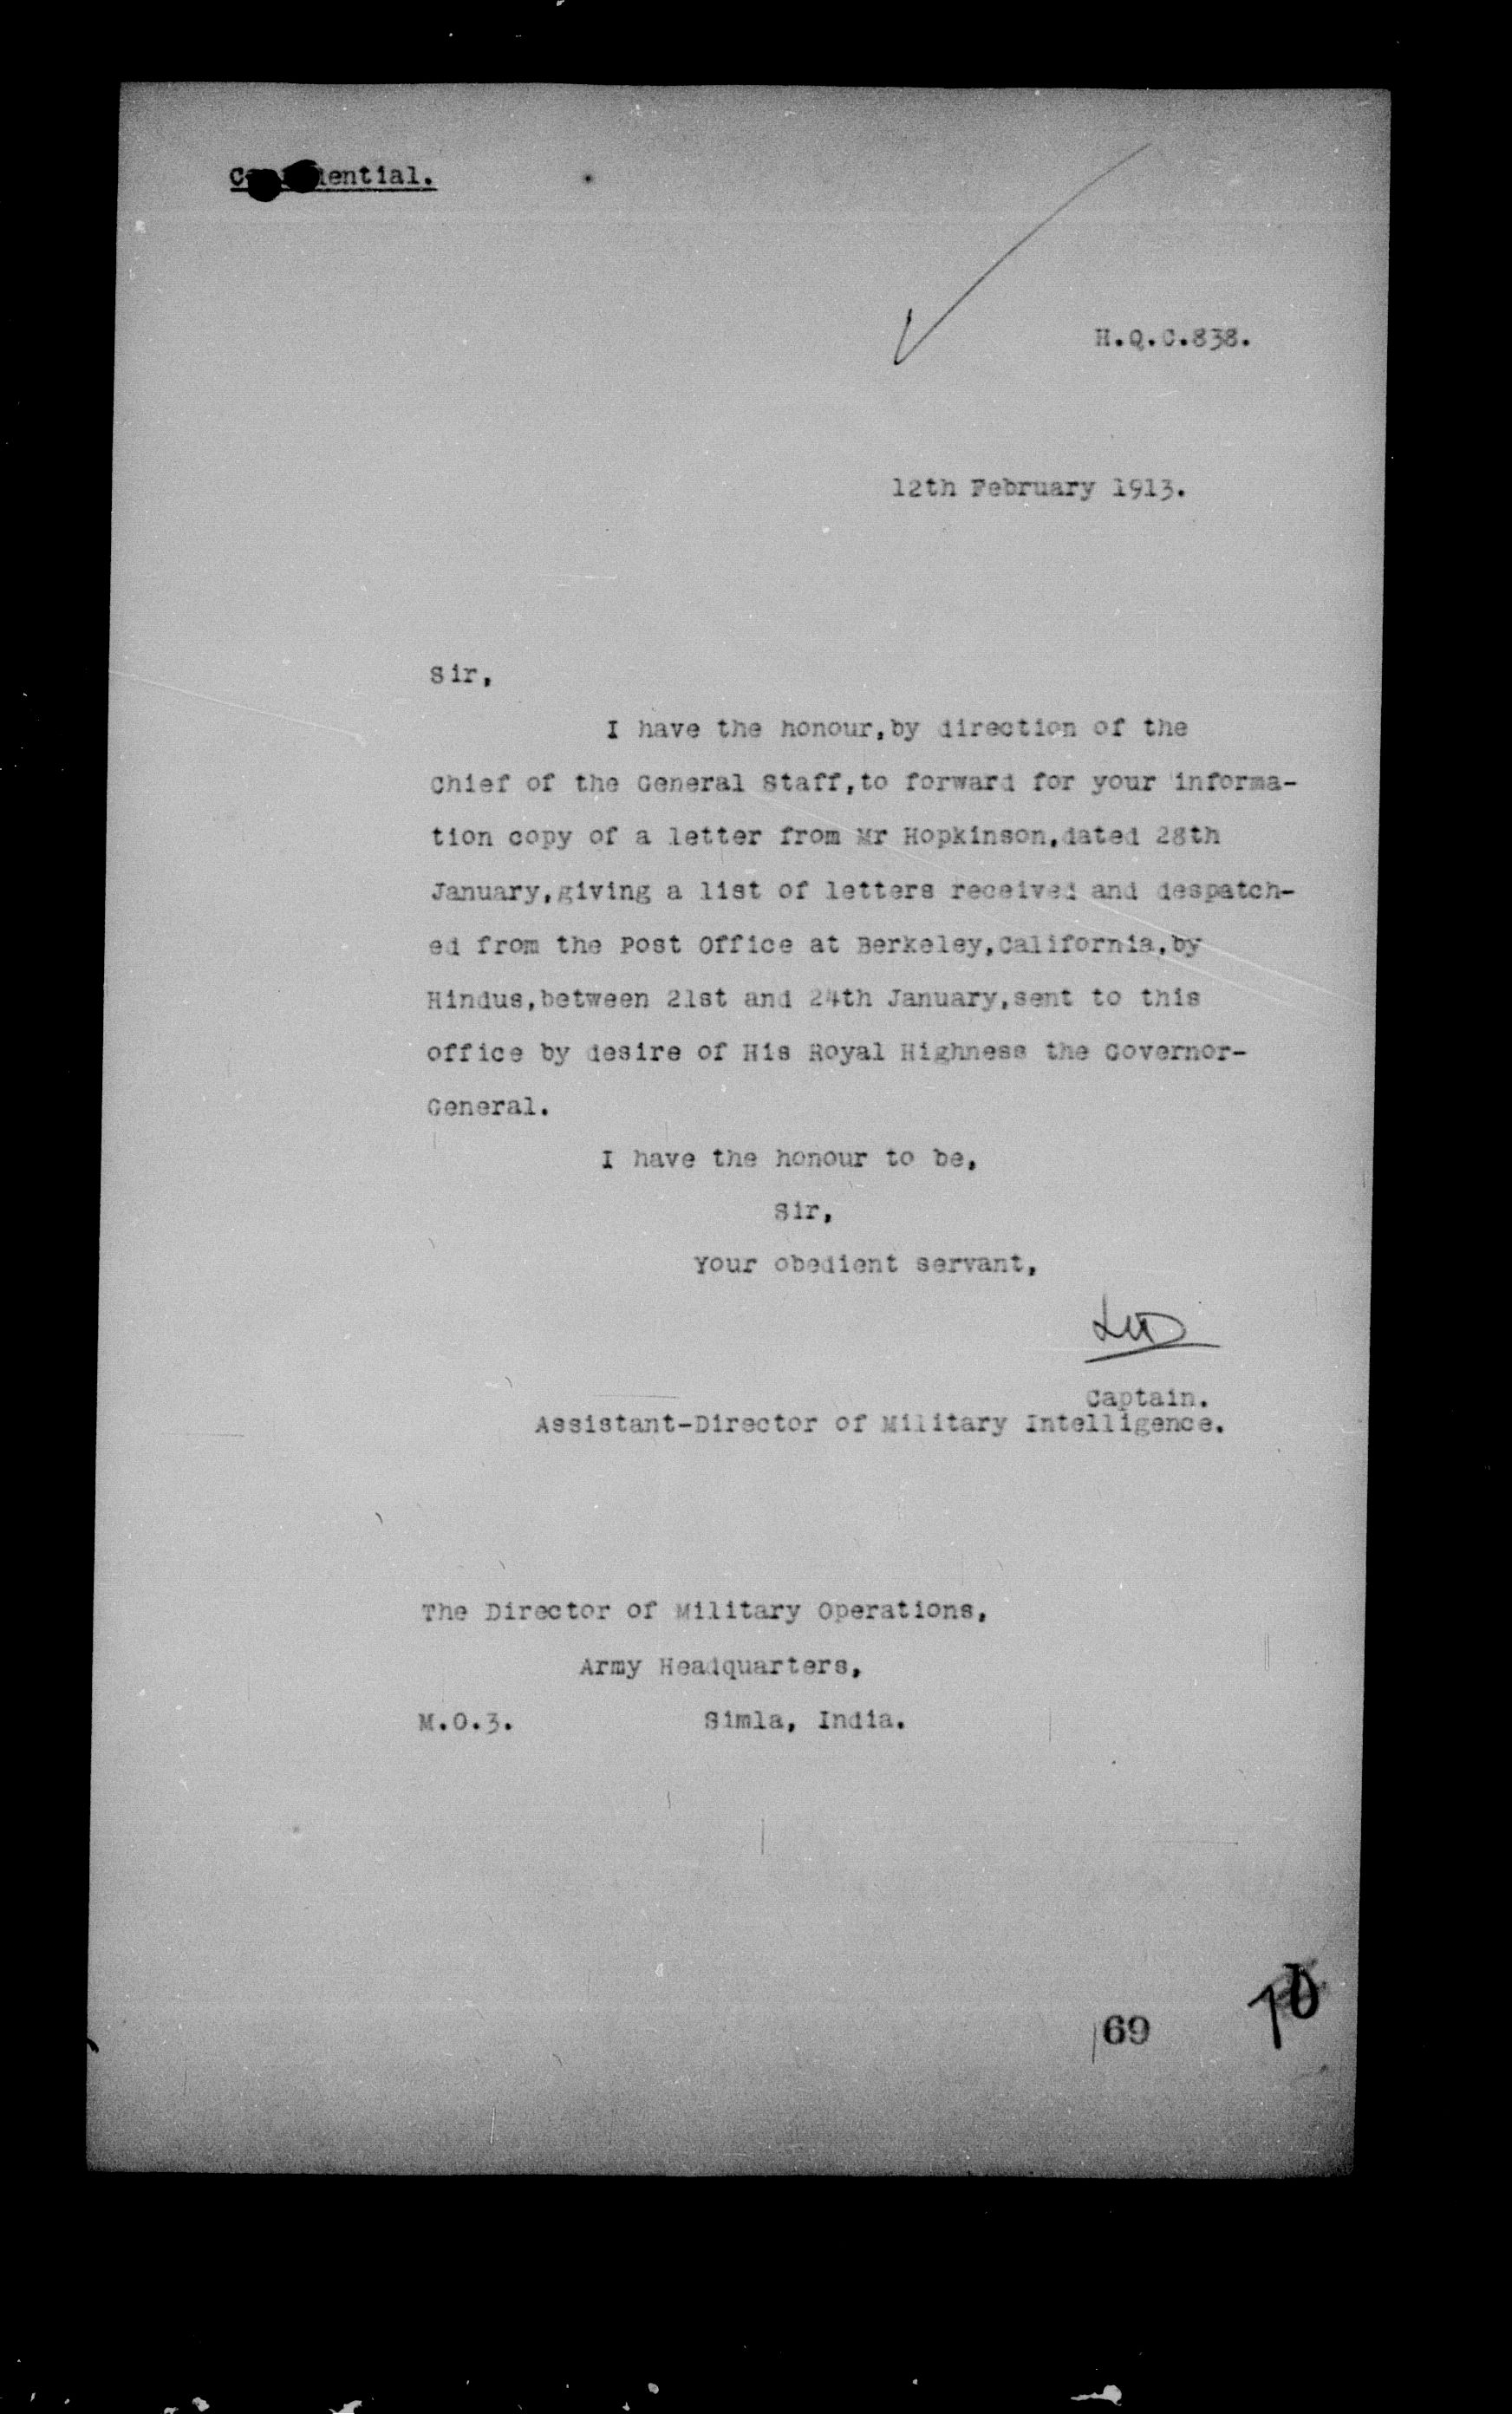 Confidential.
H.Q.C.838.
12th February 1913.
Sir,
I have the honour,by direction of the
Chief of the General Staff,to forward for your informa-
tion copy of a letter from Mr Hopkinson,dated 28th
January,giving a list of letters received and despatch-
ed from the Post Office at Berkeley,California,by
Hindus,between 21st and 24th January,sent to this
office by desire of His Royal Highness the Governor-
General.
I have the honour to be,
Sir,
Your obedient servant,
Captain.
Assistant-Director of Military Intelligence.
The Director of Military Operations,
Army Headquarters,
M.O.3. Simla, India.
69
70